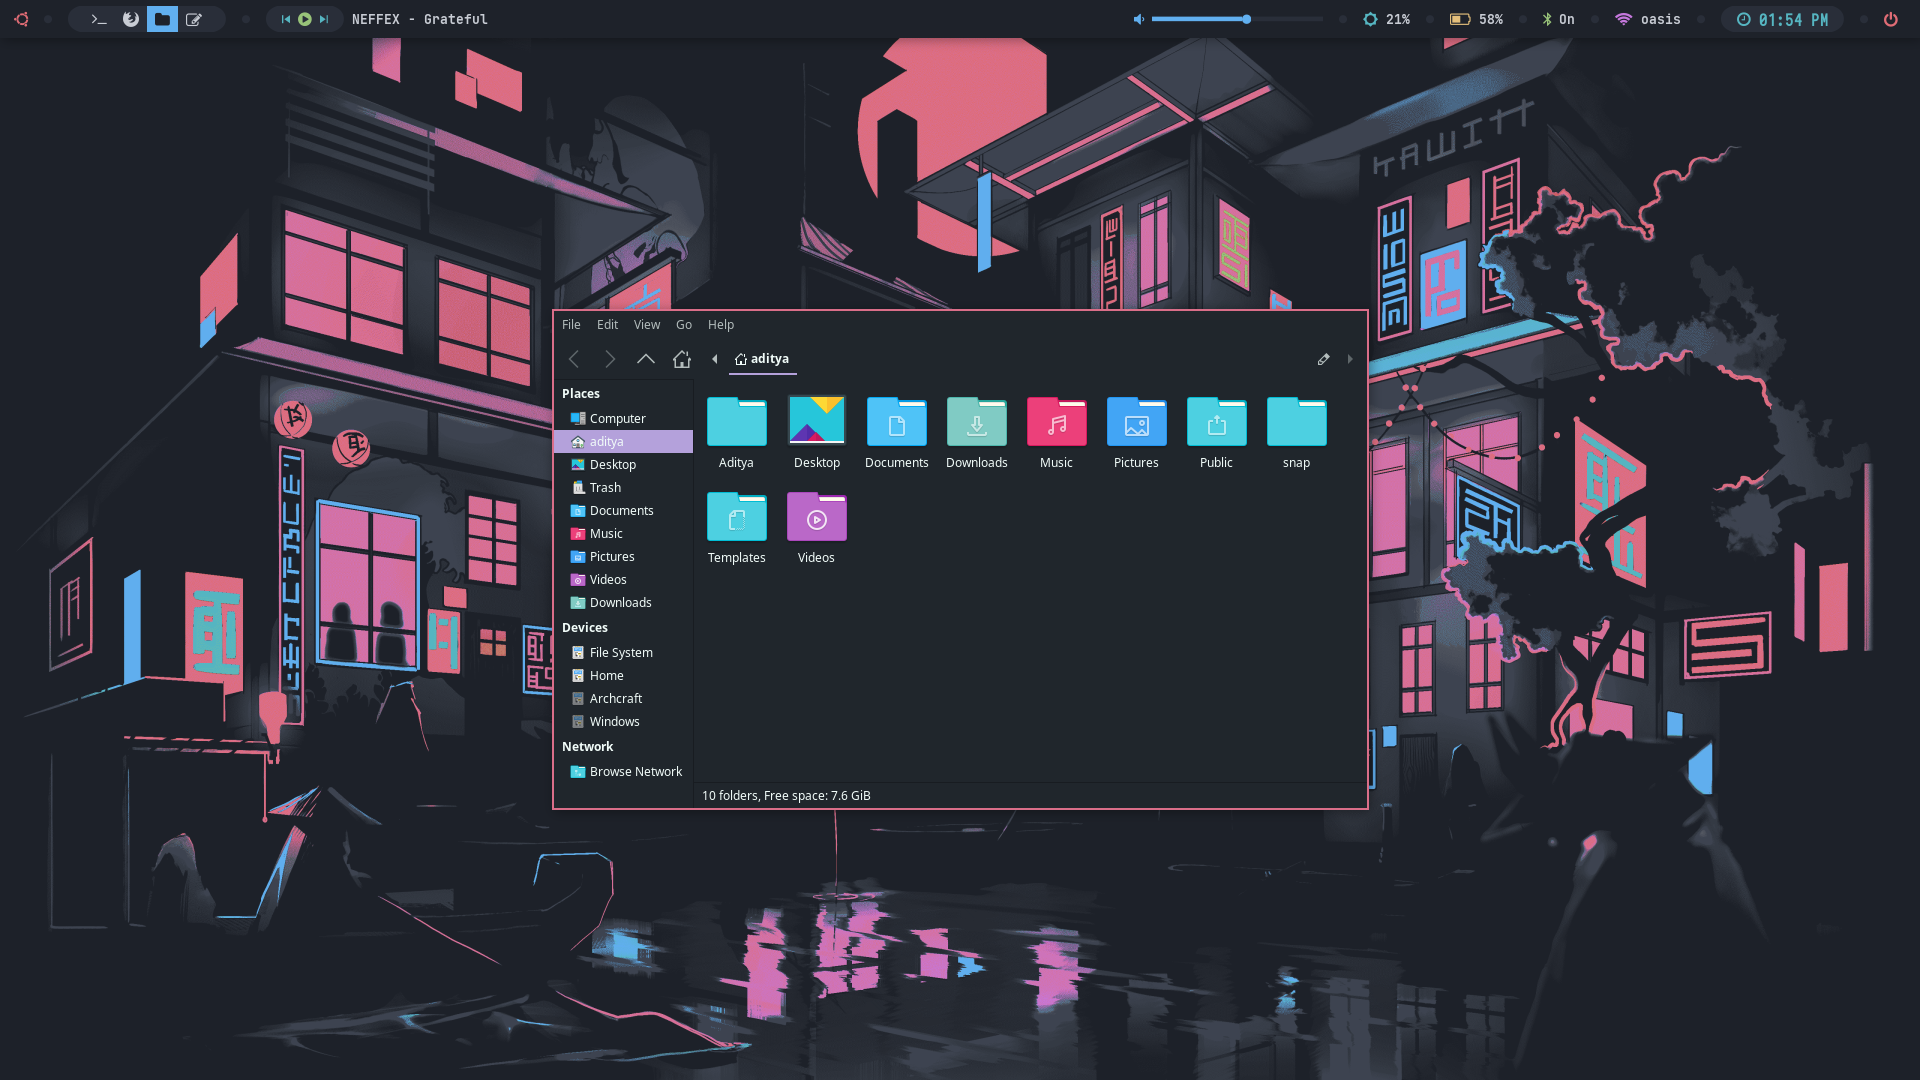 NEFFEX - Grateful
21%
58%
On
oasis
01:54 PM
KAWITT
File Edit View Go Help
aditya
Places
Computer
aditya
Desktop
Trash
Documents
Music
Pictures
Videos
Downloads
Devices
File System
Home
Archcraft
Windows
Network
Browse Network
Aditya
Desktop
Documents
Downloads
Music
Pictures
Public
snap
Templates
Videos
10 folders, Free space: 7.6 GiB